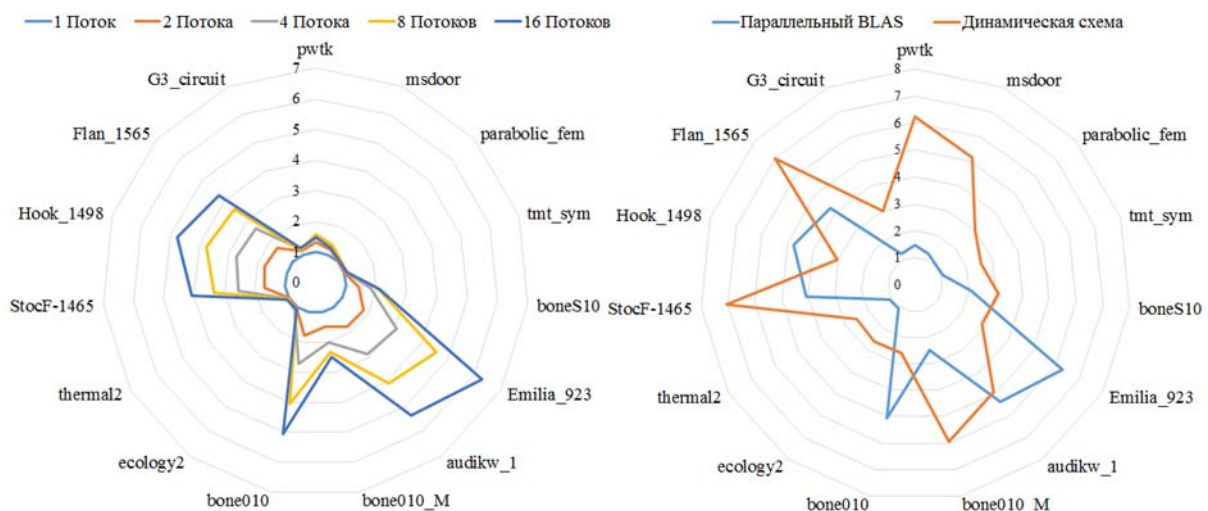 1 Поток 2 Потока 4 Потока 8 Потоков 16 Потоков
pwtk
msdoor
parabolic_fem
tmt_sym
boneS10
Emilia_923
audikw_1
bone010_M
bone010
ecology2
thermal2
StocF-1465
Hook_1498
Flan_1565
G3_circuit
7
6
5
4
3
2
1
0
Параллельный BLAS Динамическая схема
pwtk
msdoor
parabolic_fem
tmt_sym
boneS10
Emilia_923
audikw_1
bone010_M
bone010
ecology2
thermal2
StocF-1465
Hook_1498
Flan_1565
G3_circuit
8
7
6
5
4
3
2
1
0